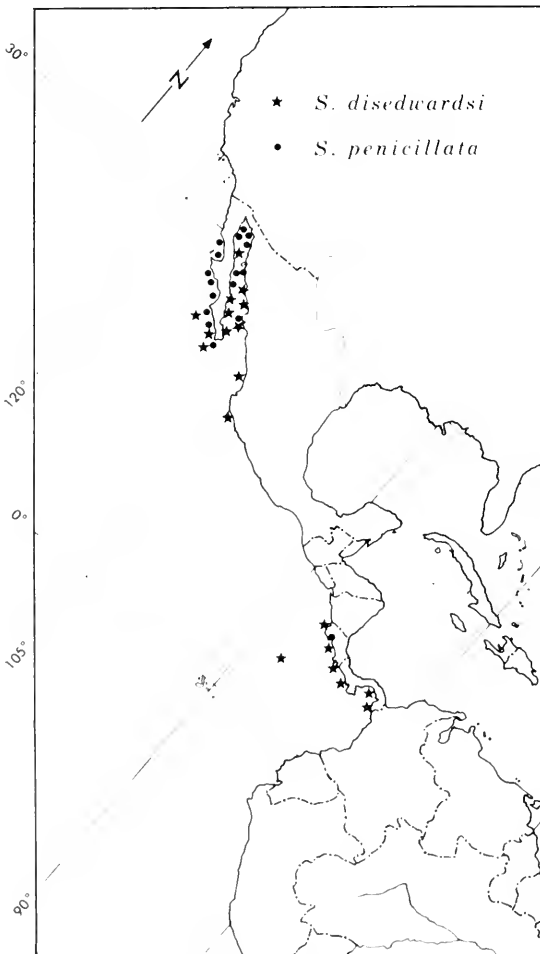 30°
N
★ S. disedwardsi
● S. penicillata
120°
0°
105°
90°